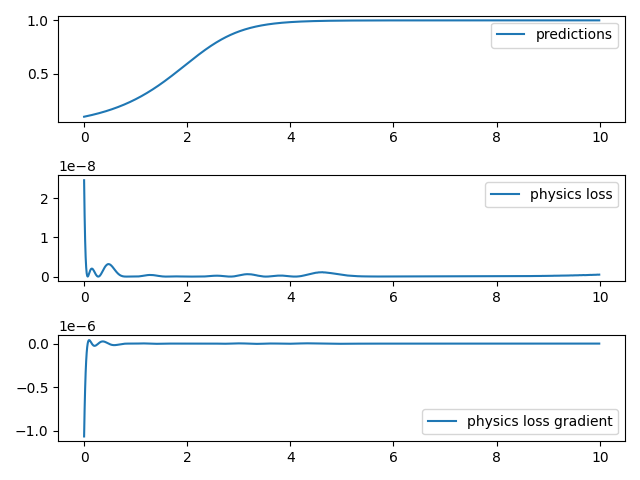 1.0
0.5
predictions
0 2 4 6 8 10
1e−8
2
1
0
physics loss
0 2 4 6 8 10
1e−6
0.0
−0.5
−1.0
physics loss gradient
0 2 4 6 8 10